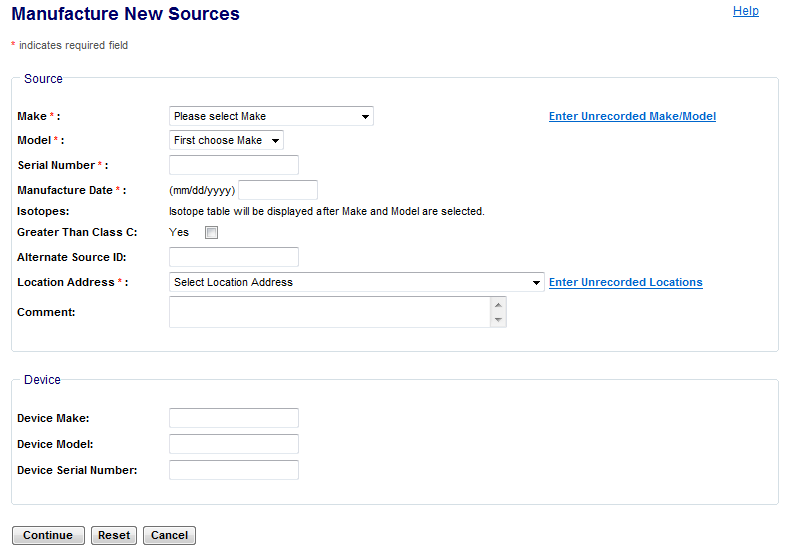 Manufacture New Sources Help
* indicates required field
Source
Make * : Please select Make Enter Unrecorded Make/Model
Model * : First choose Make
Serial Number * :
Manufacture Date * : (mm/dd/yyyy)
Isotopes: Isotope table will be displayed after Make and Model are selected.
Greater Than Class C: Yes
Alternate Source ID:
Location Address * : Select Location Address Enter Unrecorded Locations
Comment:
Device
Device Make:
Device Model:
Device Serial Number:
Continue Reset Cancel